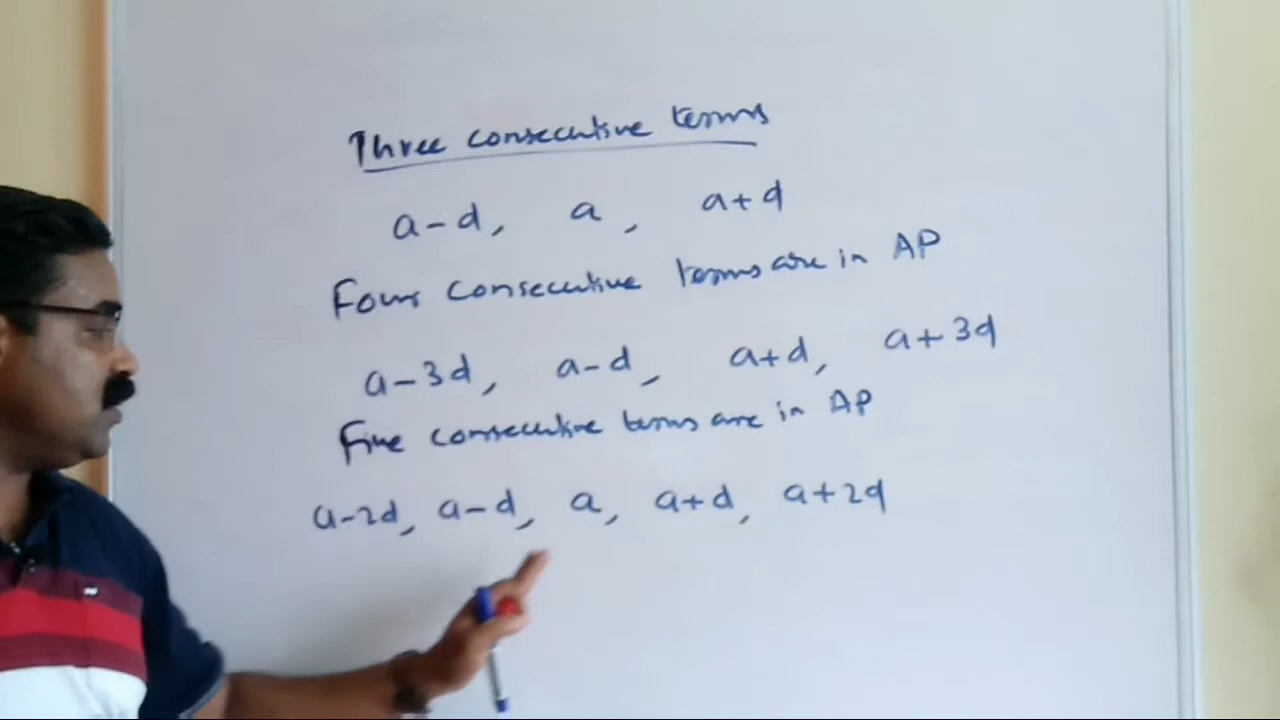 Three consecutive terms
a-d, a, a+d
Four consecutive terms are in AP
a-3d, a-d, a+d, a+3d
Five consecutive terms are in AP
a-2d, a-d, a, a+d, a+2d